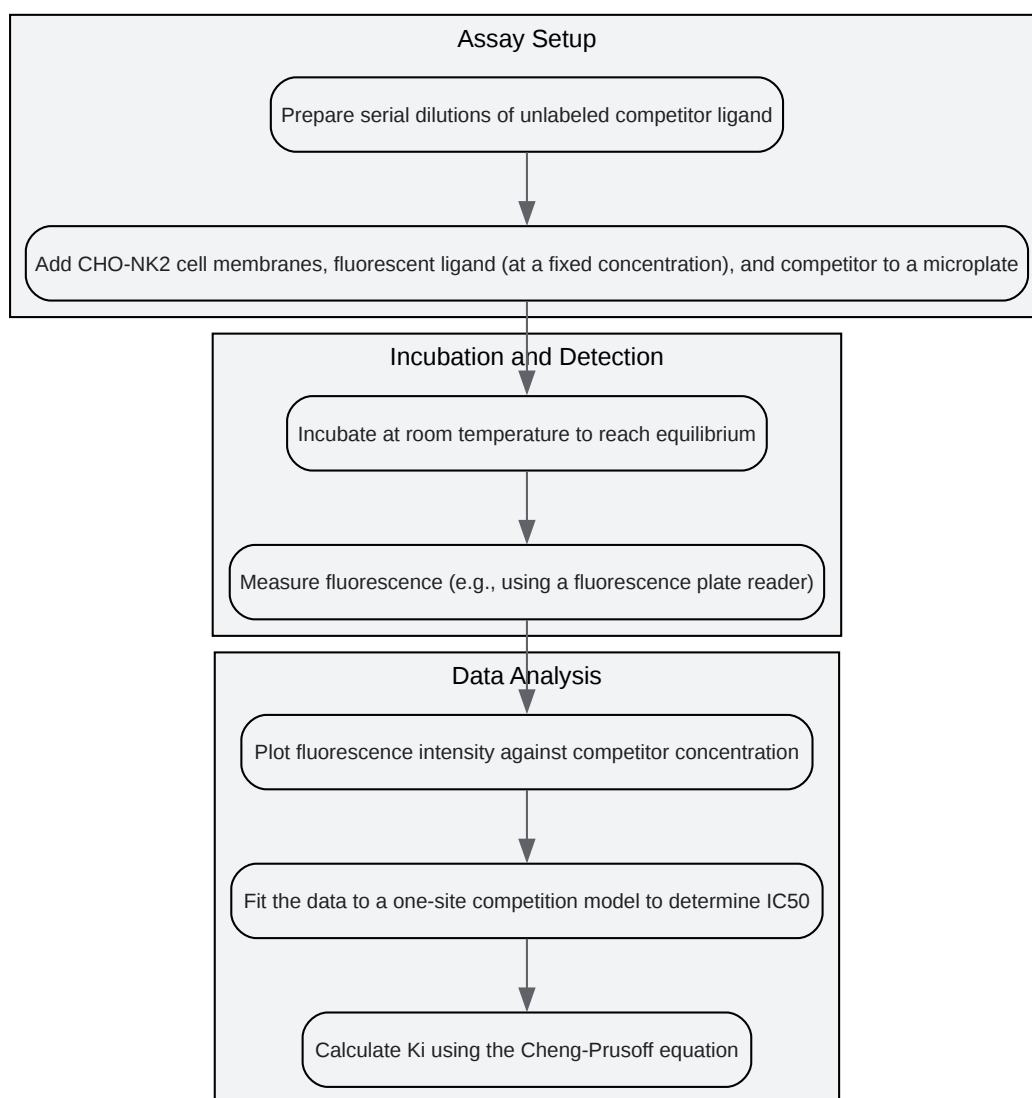 Assay Setup
Prepare serial dilutions of unlabeled competitor ligand
Add CHO-NK2 cell membranes, fluorescent ligand (at a fixed concentration), and competitor to a microplate
Incubation and Detection
Incubate at room temperature to reach equilibrium
Measure fluorescence (e.g., using a fluorescence plate reader)
Data Analysis
Plot fluorescence intensity against competitor concentration
Fit the data to a one-site competition model to determine IC50
Calculate Ki using the Cheng-Prusoff equation